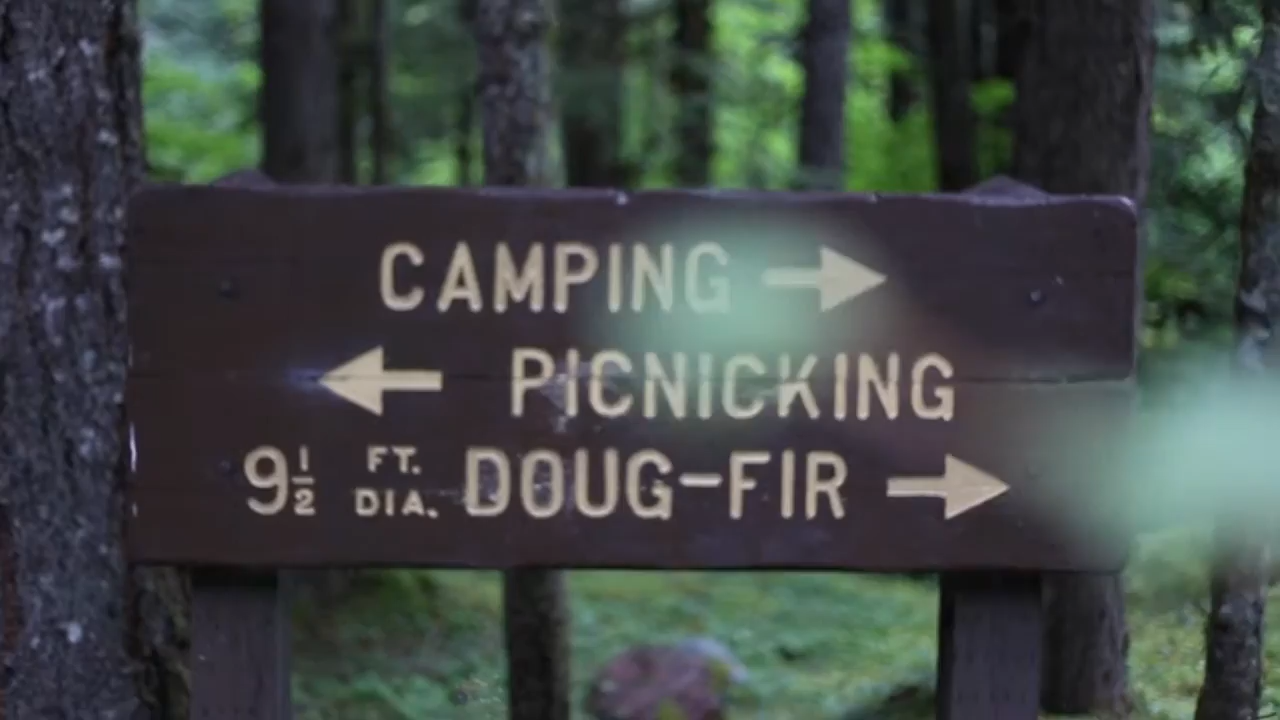 CAMPING →
← PICNICKING
9½ FT. DIA. DOUG-FIR →